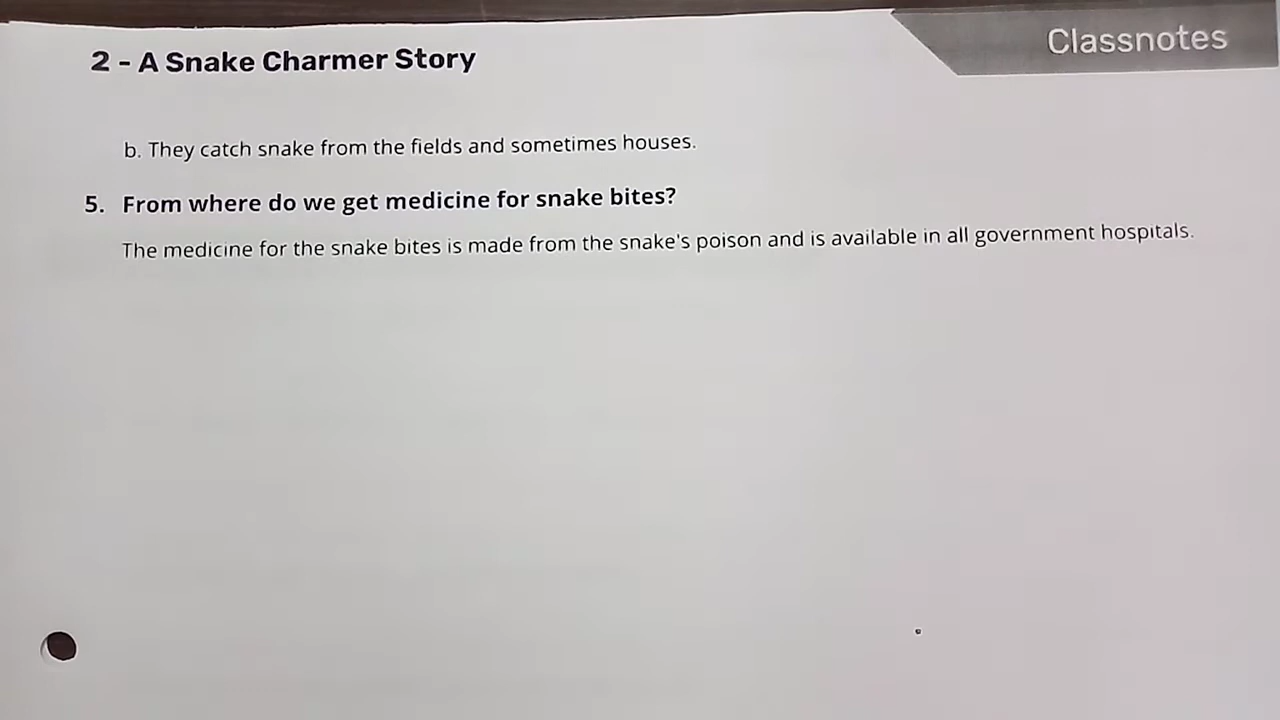 Classnotes
2 - A Snake Charmer Story
b. They catch snake from the fields and sometimes houses.
5. From where do we get medicine for snake bites?
The medicine for the snake bites is made from the snake's poison and is available in all government hospitals.